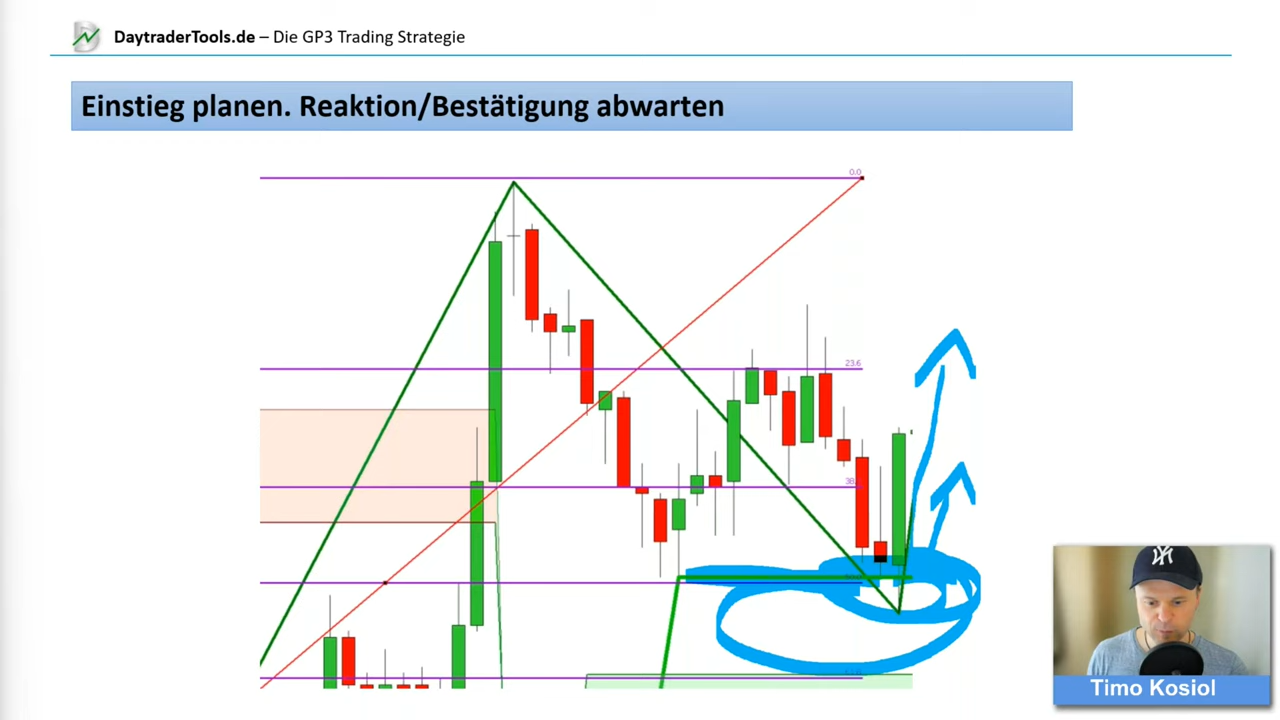 DaytraderTools.de – Die GP3 Trading Strategie
Einstieg planen. Reaktion/Bestätigung abwarten
0.0
23.6
Timo Kosiol